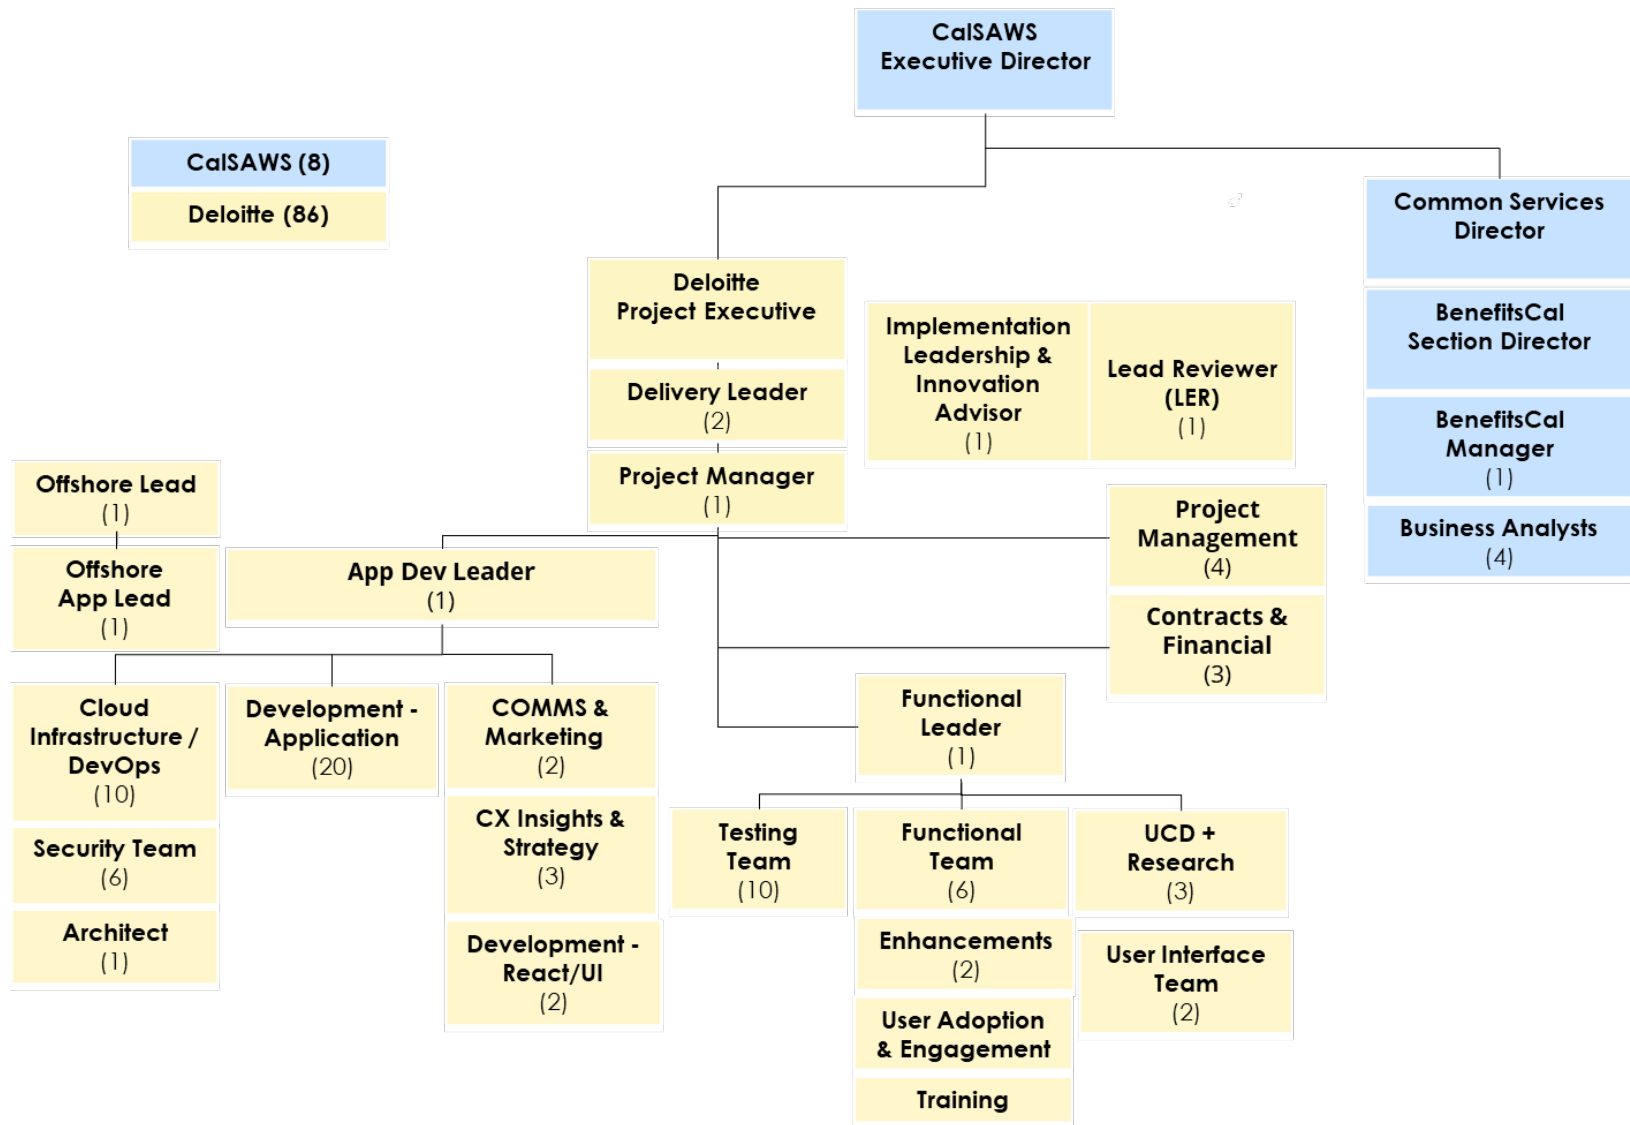 CalSAWS
Executive Director
CalSAWS (8)
Deloitte (86)
Common Services
Director
Deloitte
Project Executive
BenefitsCal
Section Director
Implementation
Leadership &
Innovation
Advisor
(1)
Lead Reviewer
(LER)
(1)
Delivery Leader
(2)
BenefitsCal
Manager
(1)
Project Manager
(1)
Offshore Lead
(1)
Project
Management
(4)
Business Analysts
(4)
Offshore
App Lead
(1)
App Dev Leader
(1)
Contracts &
Financial
(3)
Functional
Leader
(1)
Cloud
Infrastructure /
DevOps
(10)
Development -
Application
(20)
COMMS &
Marketing
(2)
Security Team
(6)
CX Insights &
Strategy
(3)
Testing
Team
(10)
Functional
Team
(6)
UCD +
Research
(3)
Architect
(1)
Development -
React/UI
(2)
Enhancements
(2)
User Interface
Team
(2)
User Adoption
& Engagement
Training